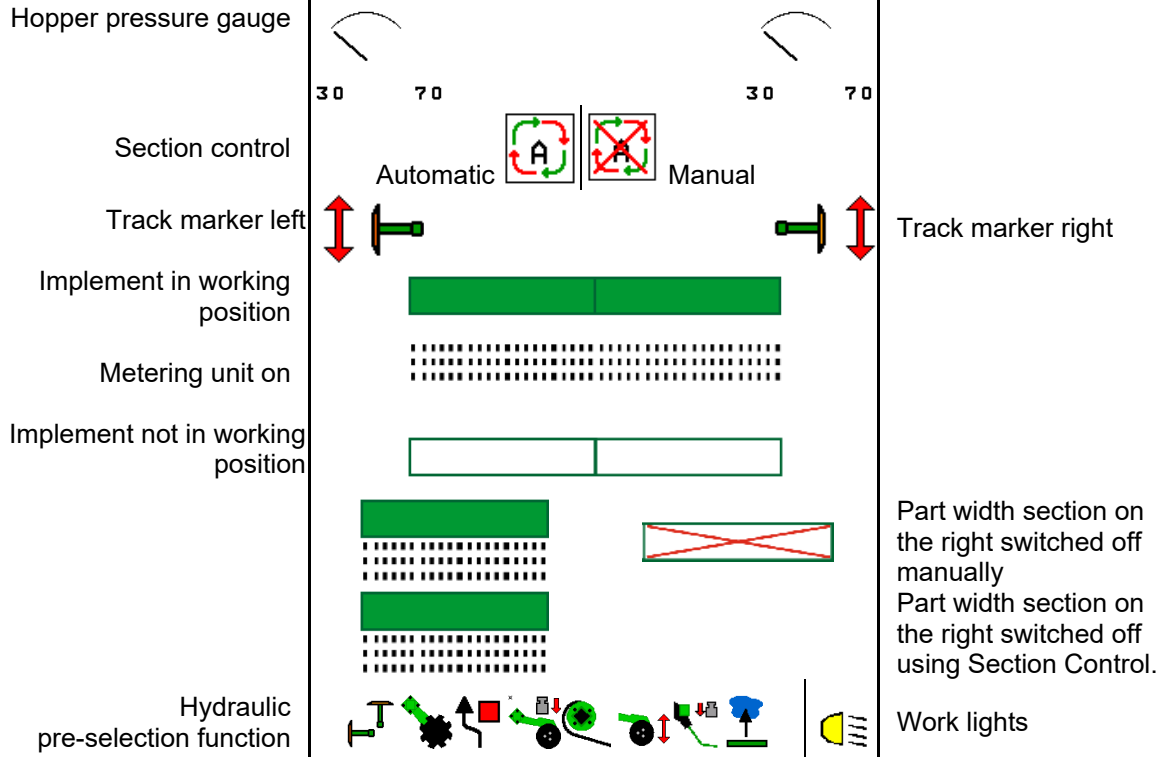 Hopper pressure gauge
30 70 30 70
Section control
A A
Automatic Manual
Track marker left
Track marker right
Implement in working
position
Metering unit on
Implement not in working
position
Part width section on
the right switched off
manually
Part width section on
the right switched off
using Section Control.
Hydraulic
pre-selection function
Work lights